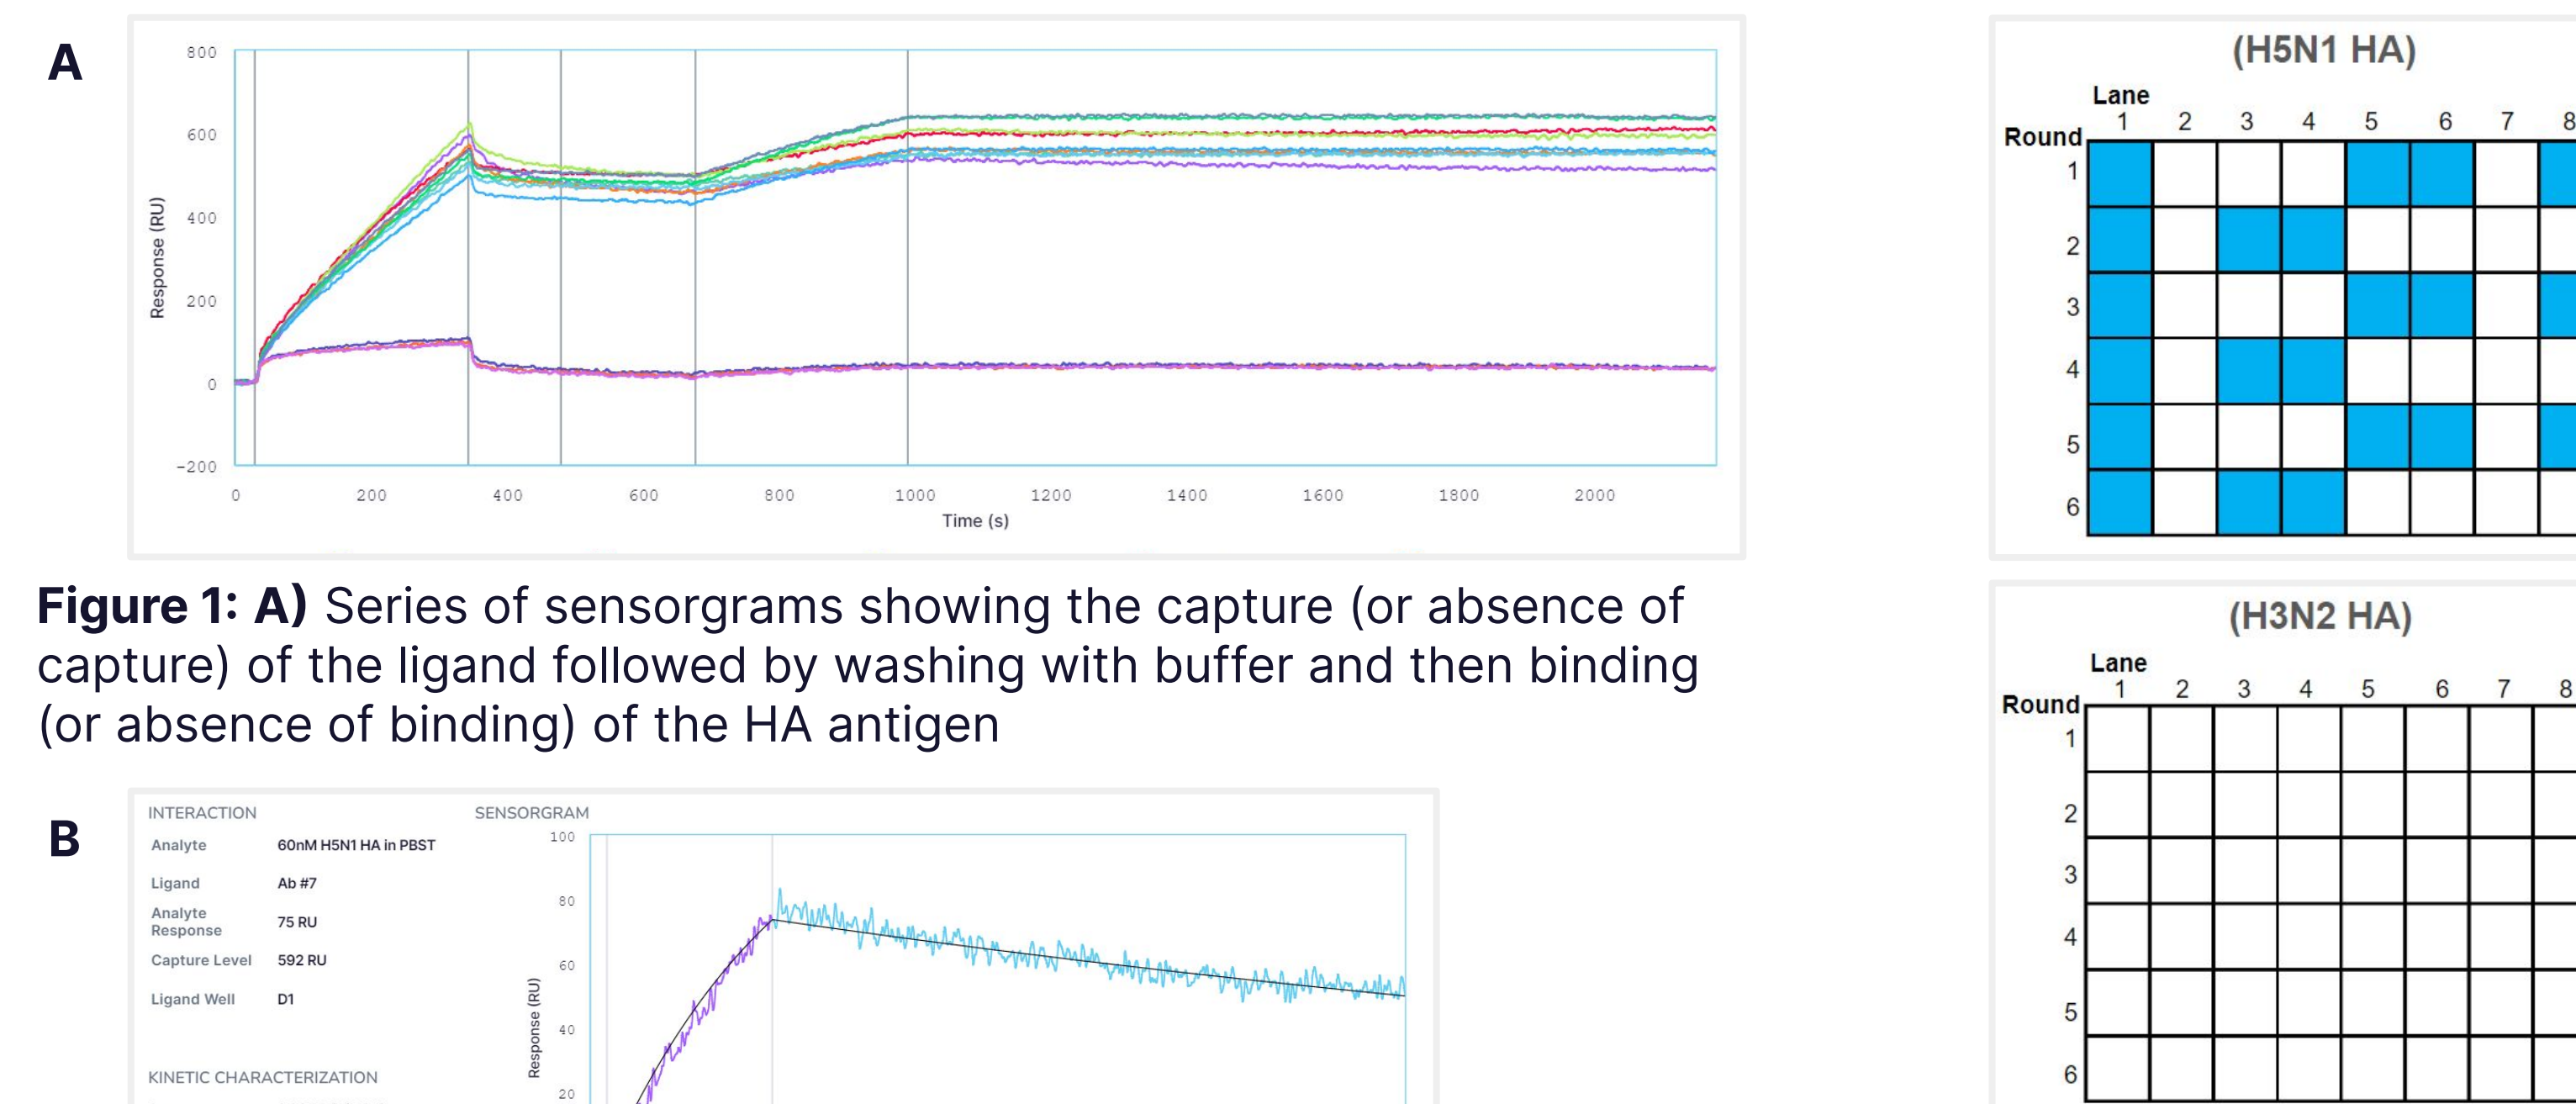 A
800
600
400
200
0
-200
Response (RU)
0 200 400 600 800 1000 1200 1400 1600 1800 2000
Time (s)
Figure 1: A) Series of sensorgrams showing the capture (or absence of
capture) of the ligand followed by washing with buffer and then binding
(or absence of binding) of the HA antigen
B
INTERACTION
Analyte 60nM H5N1 HA in PBST
Ligand Ab #7
Analyte
Response 75 RU
Capture Level 592 RU
Ligand Well D1
KINETIC CHARACTERIZATION
SENSORGRAM
100
80
60
40
20
Response (RU)
(H5N1 HA)
Lane
1 2 3 4 5 6 7 8
Round
1
2
3
4
5
6
(H3N2 HA)
Lane
1 2 3 4 5 6 7 8
Round
1
2
3
4
5
6